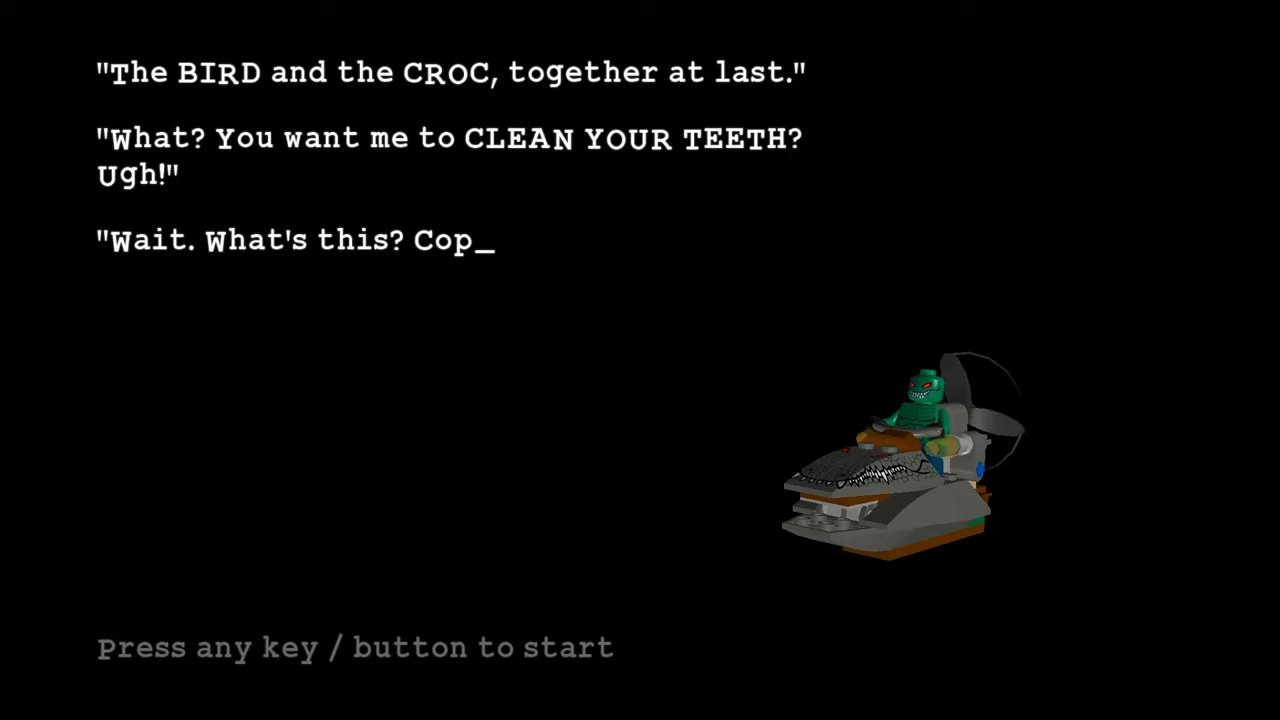 "The BIRD and the CROC, together at last."
"What? You want me to CLEAN YOUR TEETH?
Ugh!"
"Wait. What's this? Cop_
Press any key / button to start